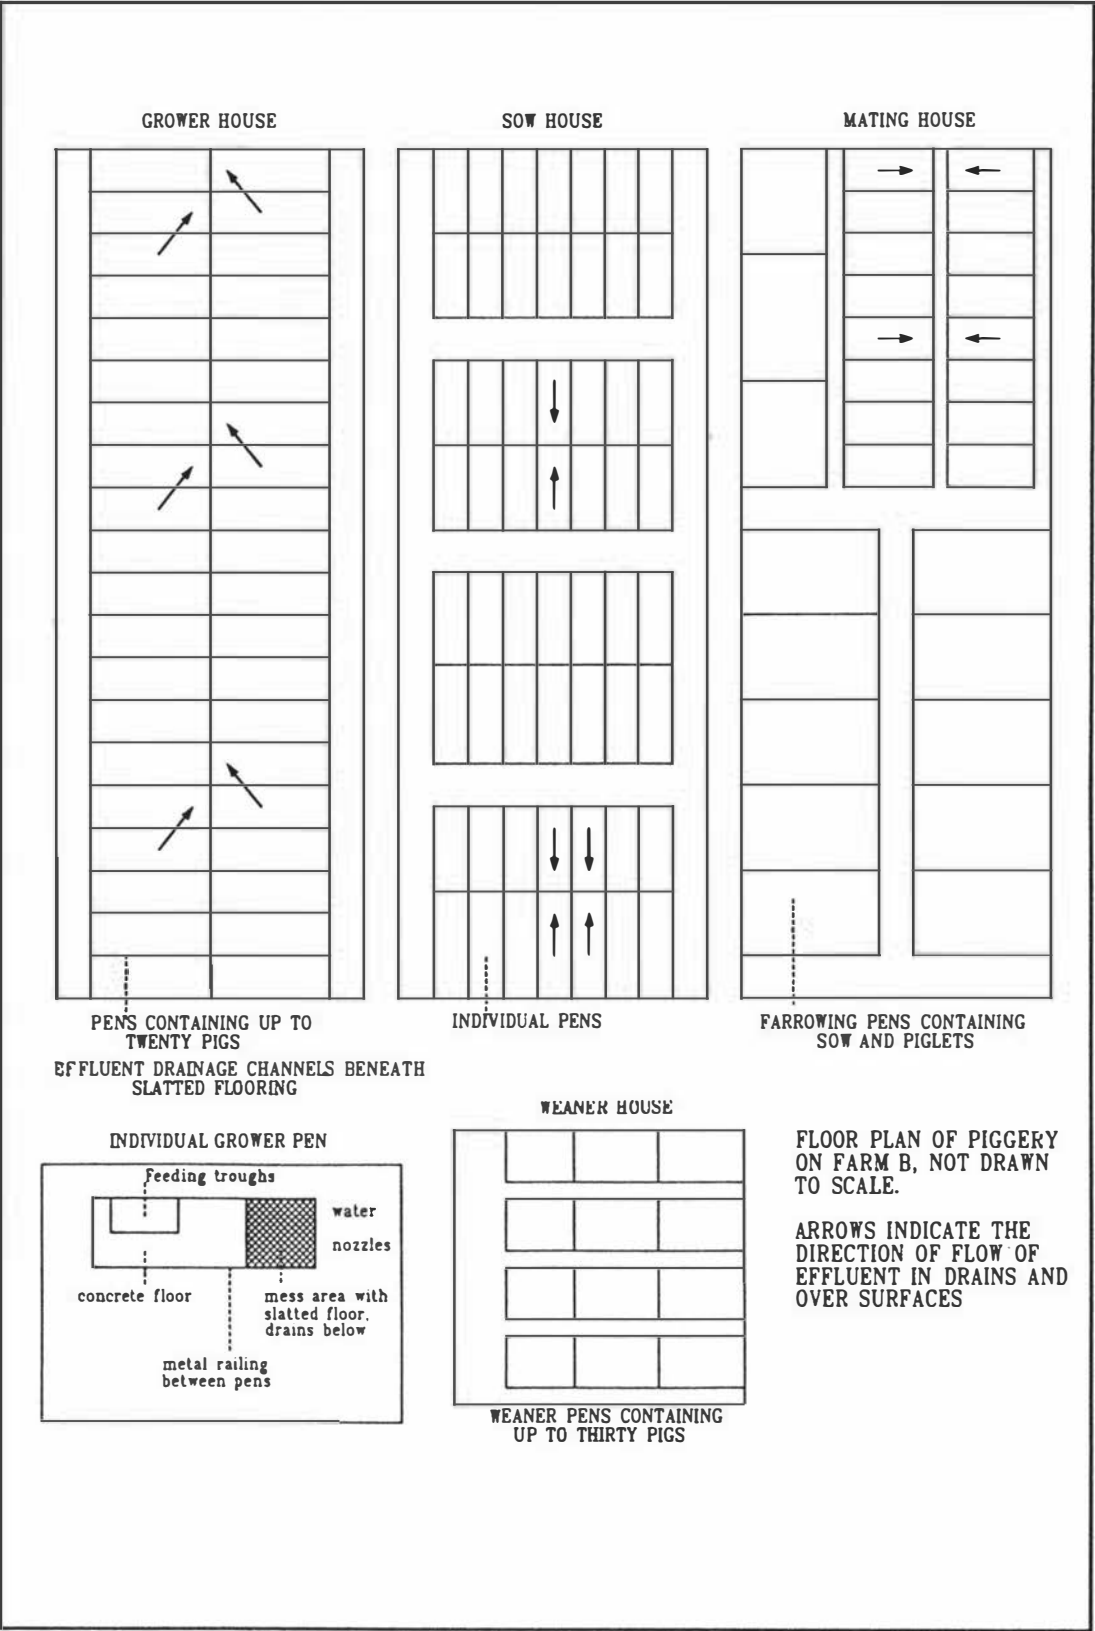 GROWER HOUSE
SOW HOUSE
MATING HOUSE
PENS CONTAINING UP TO
TWENTY PIGS
EFFLUENT DRAINAGE CHANNELS BENEATH
SLATTED FLOORING
INDIVIDUAL PENS
FARROWING PENS CONTAINING
SOW AND PIGLETS
INDIVIDUAL GROWER PEN
feeding troughs
water
nozzles
concrete floor
mess area with
slatted floor,
drains below
metal railing
between pens
WEANER HOUSE
WEANER PENS CONTAINING
UP TO THIRTY PIGS
FLOOR PLAN OF PIGGERY
ON FARM B, NOT DRAWN
TO SCALE.
ARROWS INDICATE THE
DIRECTION OF FLOW OF
EFFLUENT IN DRAINS AND
OVER SURFACES